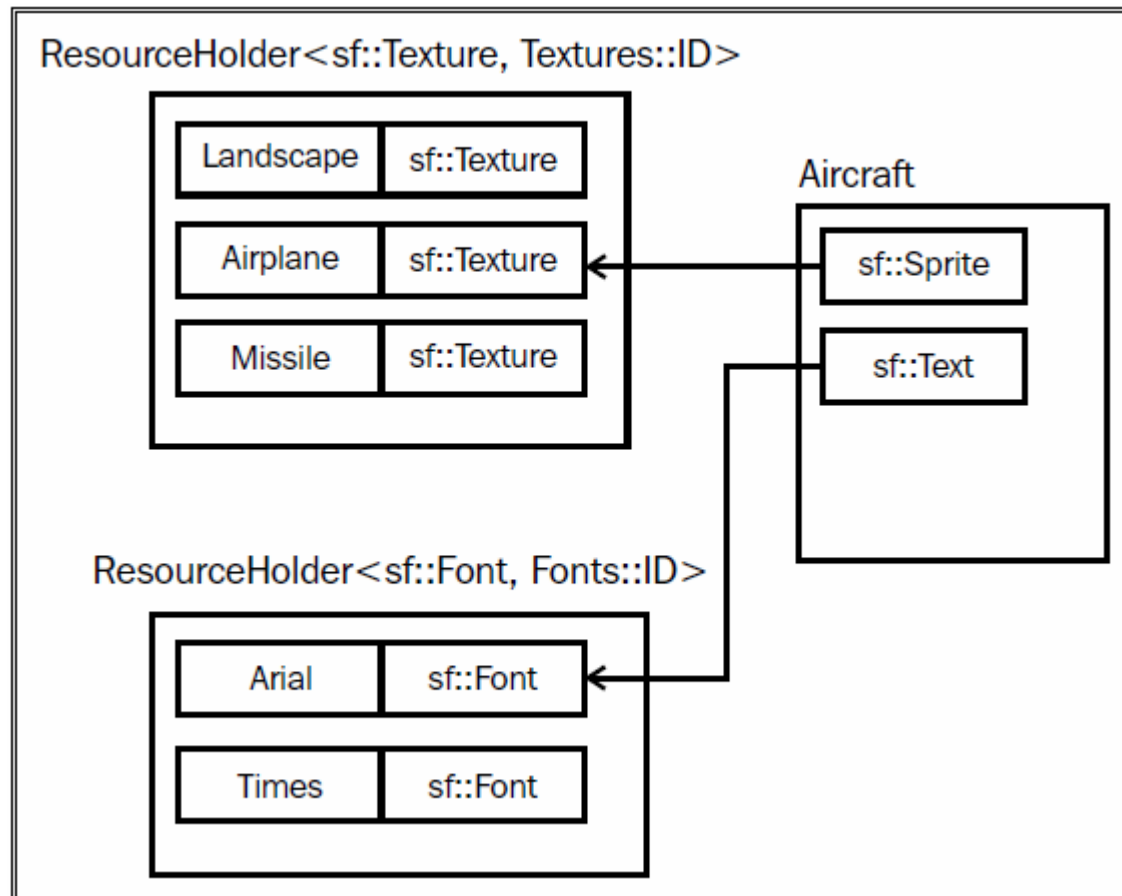 ResourceHolder<sf::Texture, Textures::ID>
Landscape sf::Texture
Airplane sf::Texture
Missile sf::Texture
Aircraft
sf::Sprite
sf::Text
ResourceHolder<sf::Font, Fonts::ID>
Arial sf::Font
Times sf::Font